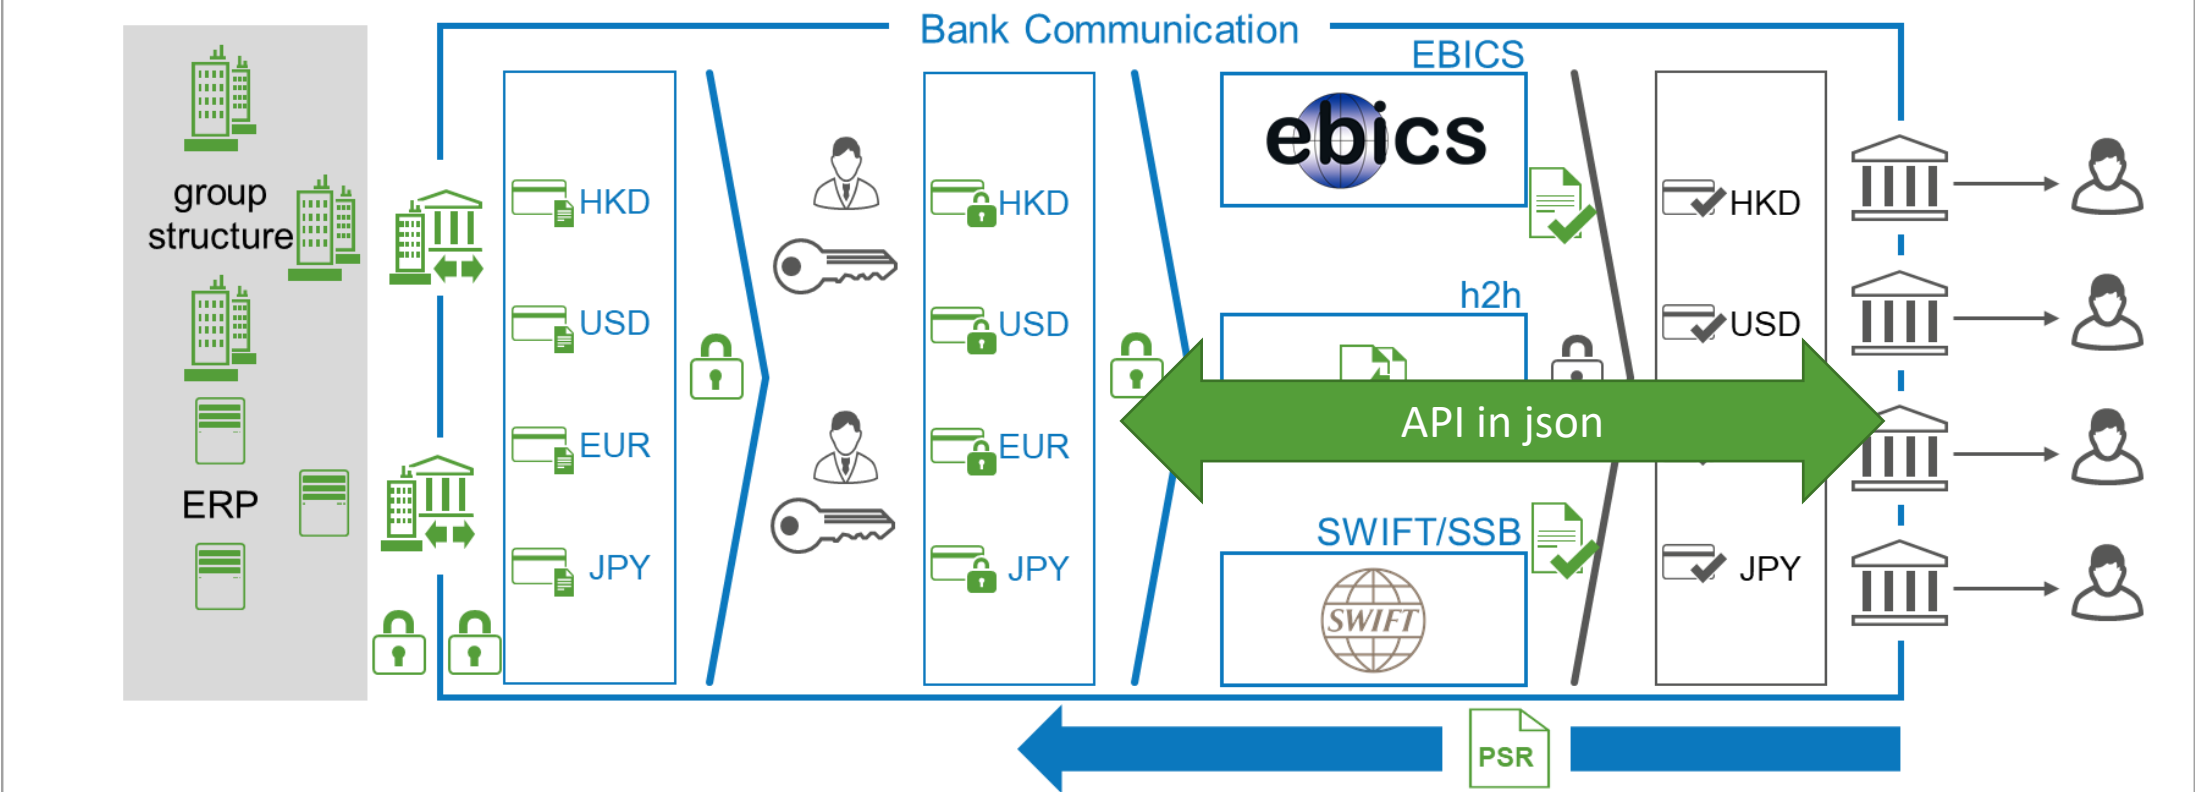 Bank Communication
group
structure
ERP
HKD
USD
EUR
JPY
HKD
USD
EUR
JPY
EBICS
ebics
h2h
API in json
SWIFT/SSB
SWIFT
HKD
USD
JPY
PSR